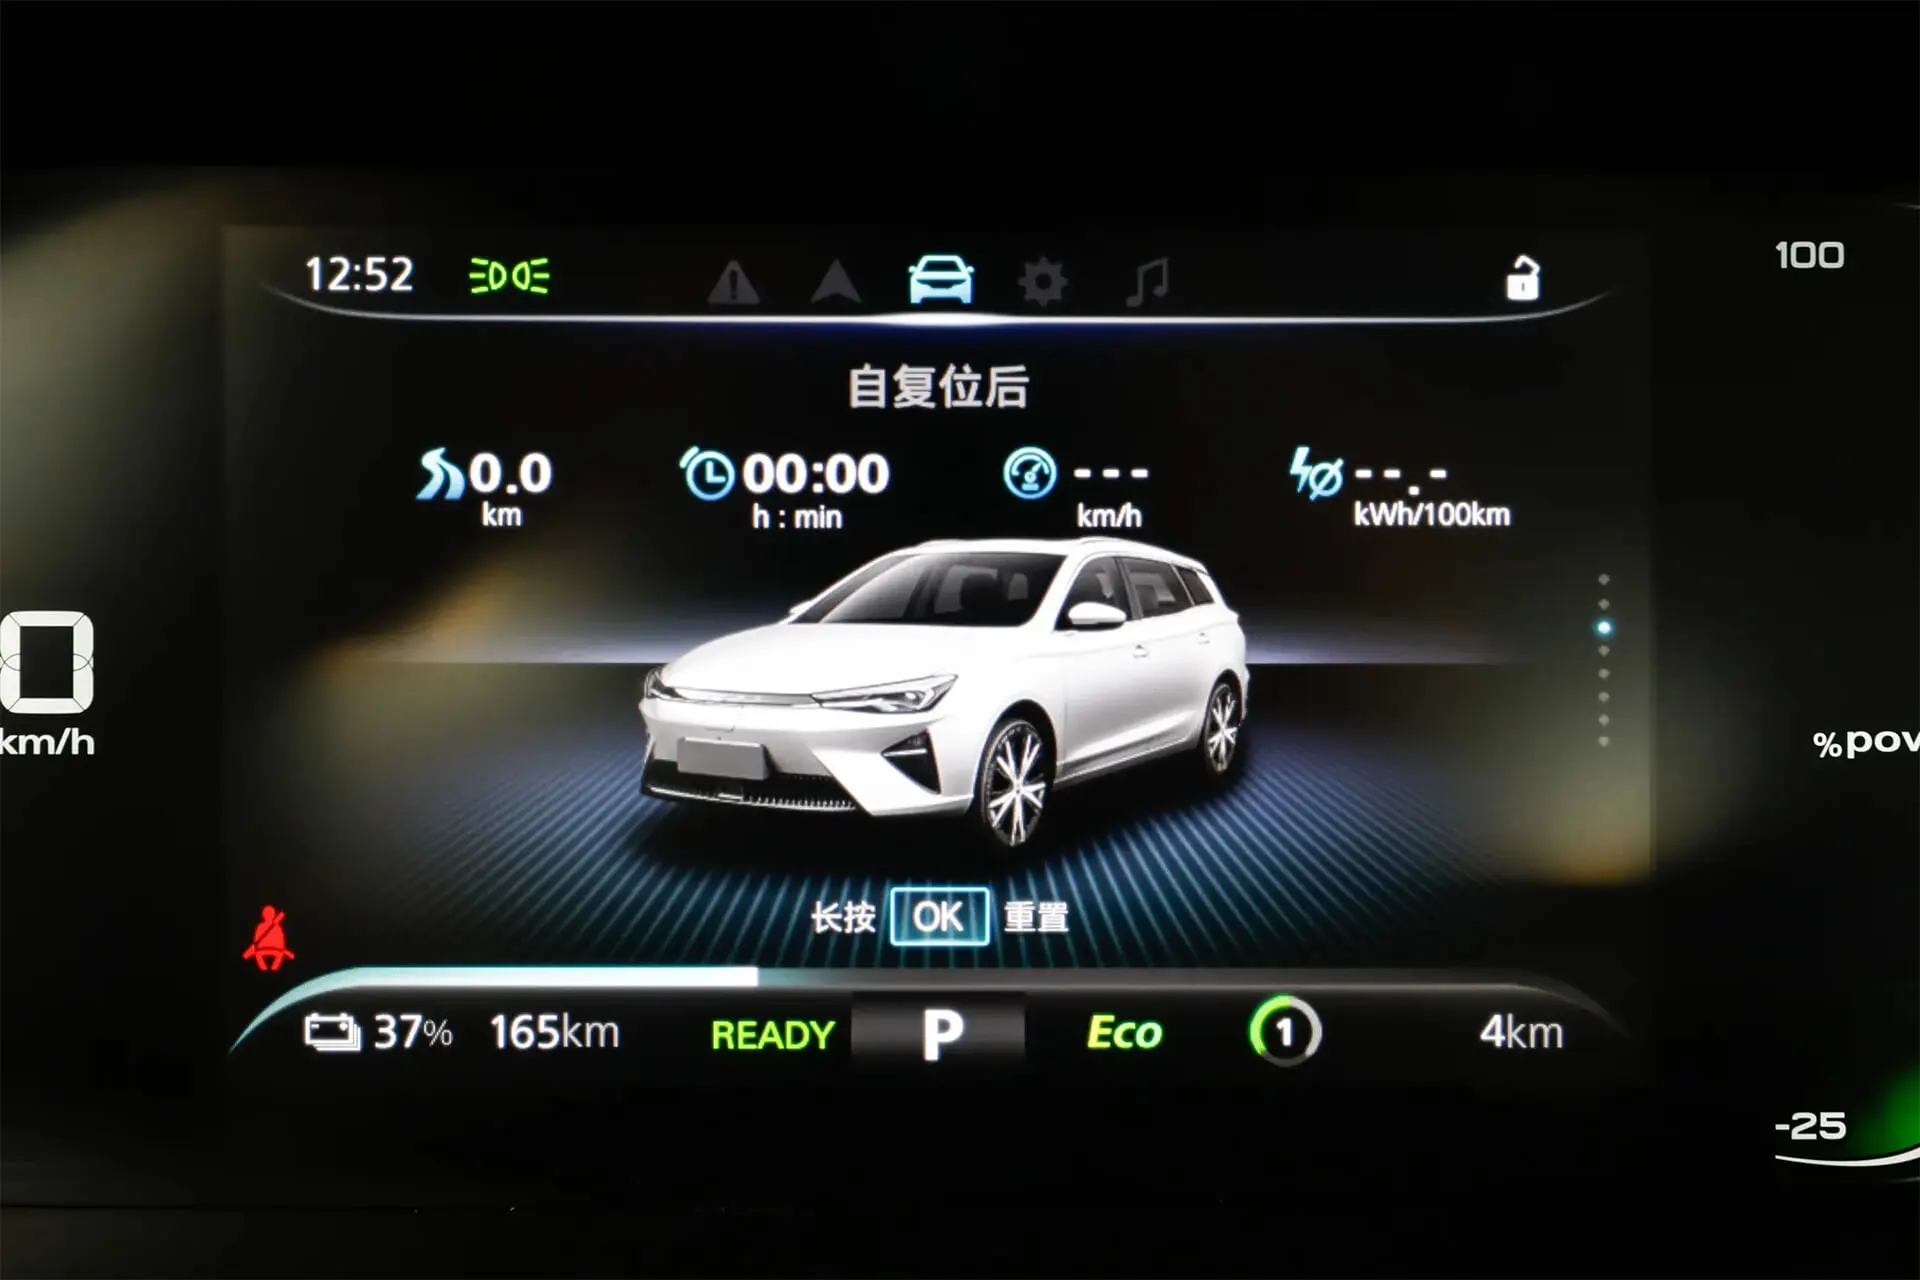 12:52
100
自复位后
0.0
km
00:00
h : min
---
km/h
--.-
kWh/100km
0
km/h
%pow
长按 OK 重置
37% 165km READY P Eco 1 4km
-25